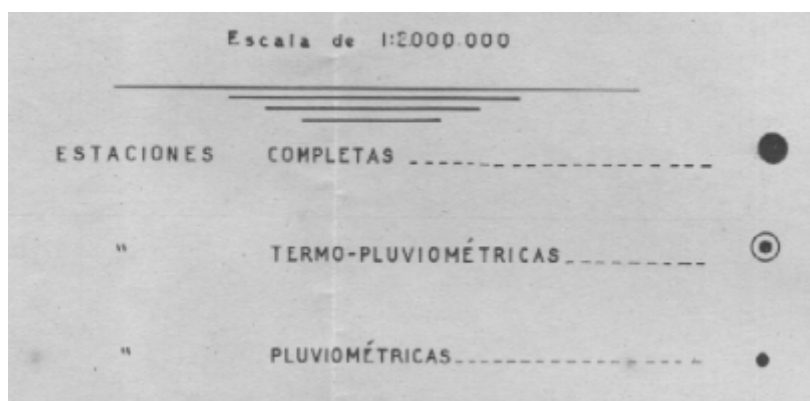 Escala de 1:2000.000
ESTACIONES COMPLETAS
" TERMO-PLUVIOMÉTRICAS
" PLUVIOMÉTRICAS